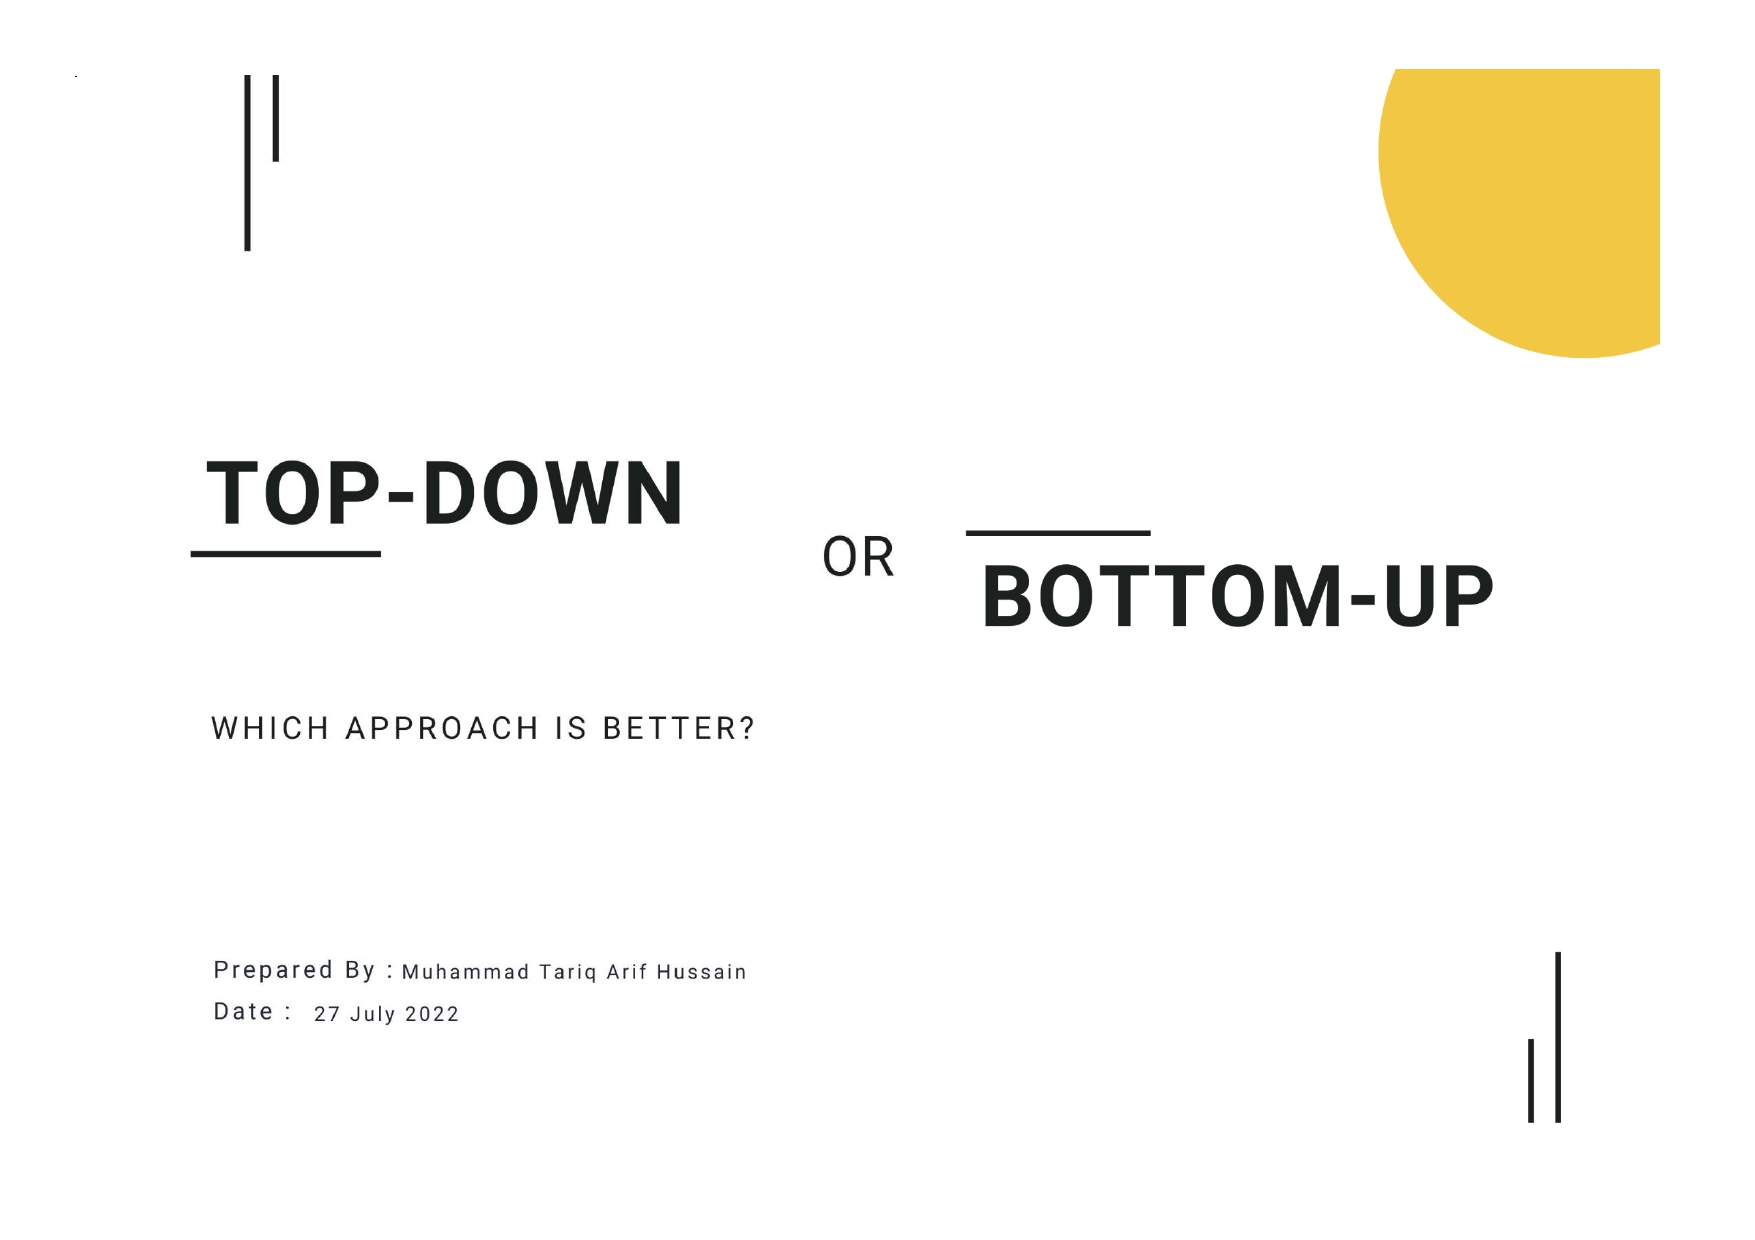 TOP-DOWN
OR
BOTTOM-UP
WHICH APPROACH IS BETTER?
Prepared By : Muhammad Tariq Arif Hussain
Date : 27 July 2022